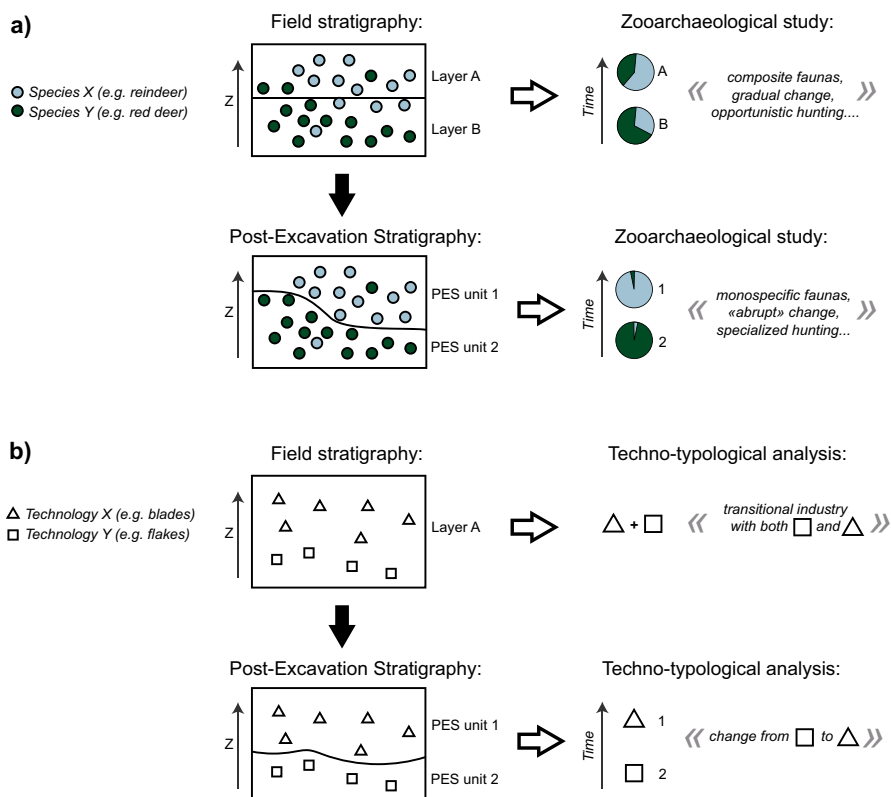 a)
Field stratigraphy:
Zooarchaeological study:
Species X (e.g. reindeer)
Species Y (e.g. red deer)
Z
Layer A
Layer B
Time
A
B
« composite faunas, »
gradual change,
opportunistic hunting....
Post-Excavation Stratigraphy:
Zooarchaeological study:
Z
PES unit 1
PES unit 2
Time
1
2
« monospecific faunas, »
«abrupt» change,
specialized hunting...
b)
Field stratigraphy:
Techno-typological analysis:
Technology X (e.g. blades)
Technology Y (e.g. flakes)
Z
Layer A
+
« transitional industry »
with both and
Post-Excavation Stratigraphy:
Techno-typological analysis:
Z
PES unit 1
PES unit 2
Time
1
2
« change from to »